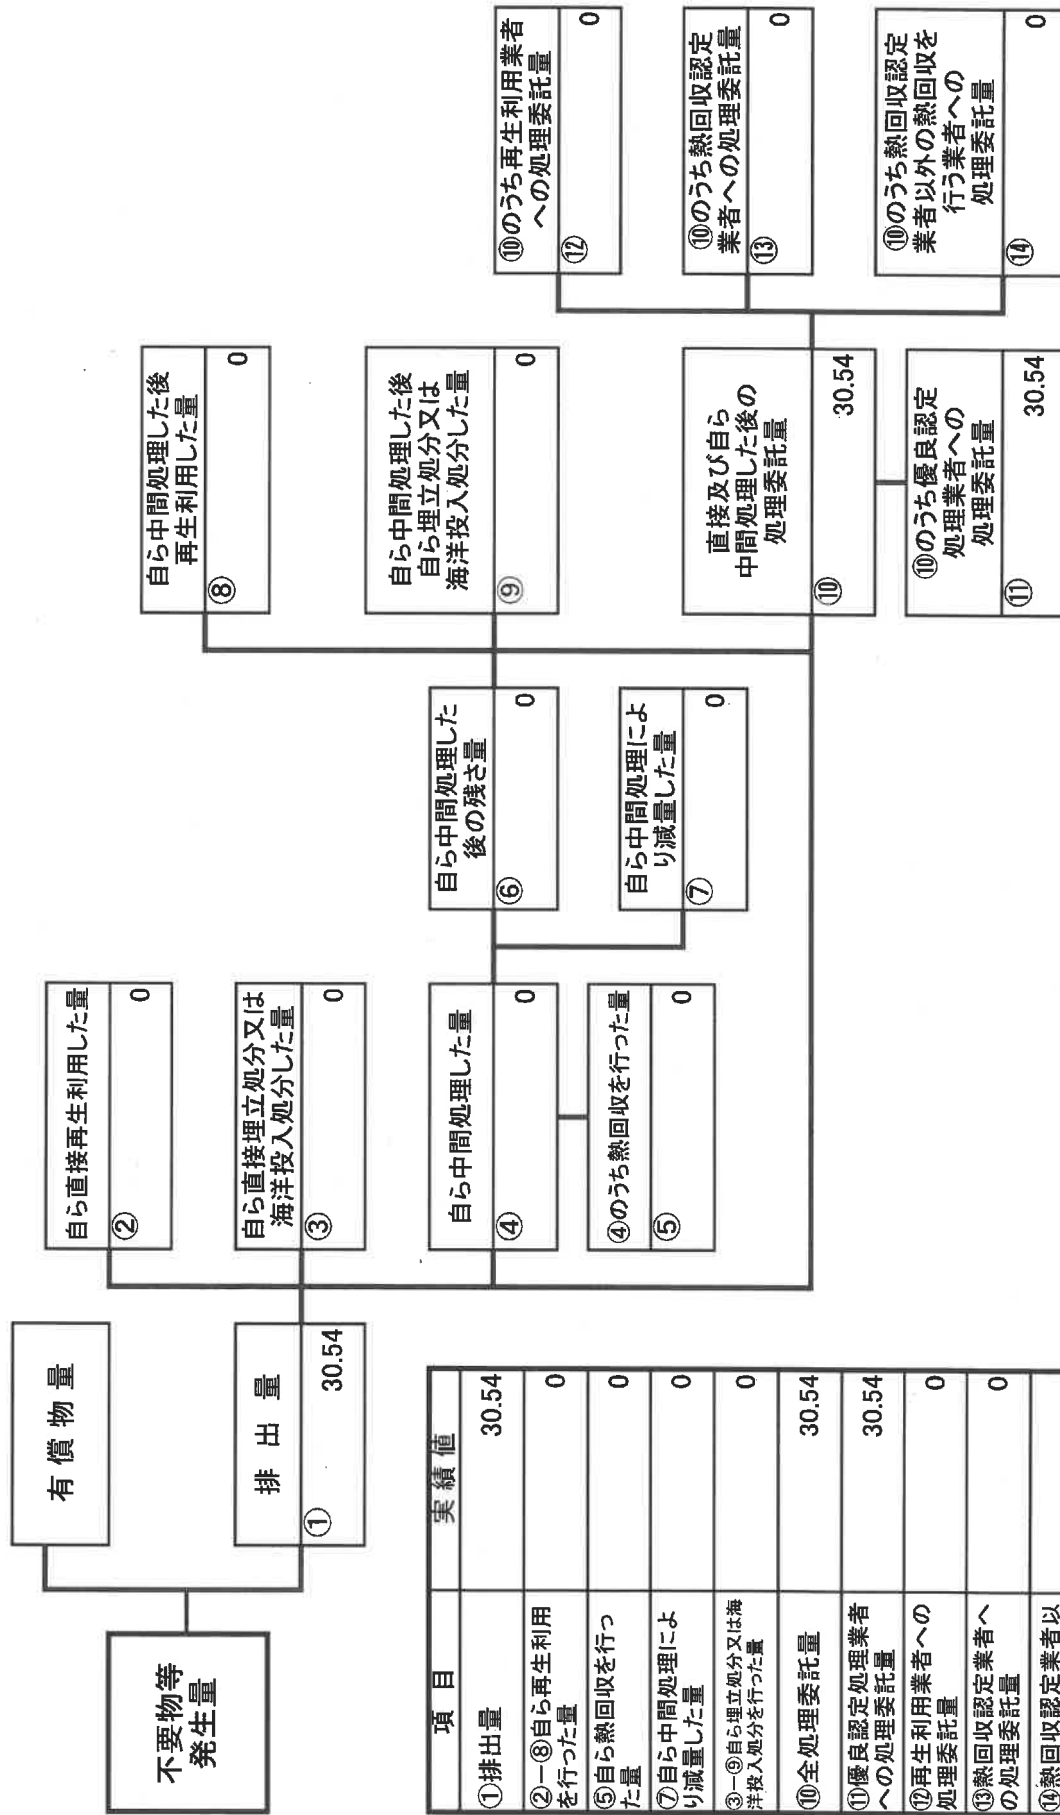 不要物等
発生量
有償物量
排出量
①
30.54
自ら直接再生利用した量
②
0
自ら直接埋立処分又は
海洋投入処分した量
③
0
自ら中間処理した量
④
0
④のうち熱回収を行った量
⑤
0
自ら中間処理した
後の残さ量
⑥
0
自ら中間処理によ
り減量した量
⑦
0
自ら中間処理した後
再生利用した量
⑧
0
自ら中間処理した後
自ら埋立処分又は
海洋投入処分した量
⑨
0
直接及び自ら
中間処理した後の
処理委託量
⑩
30.54
⑩のうち優良認定
処理業者への
処理委託量
⑪
30.54
⑩のうち再生利用業者
への処理委託量
⑫
0
⑩のうち熱回収認定
業者への処理委託量
⑬
0
⑩のうち熱回収認定
業者以外の熱回収を
行う業者への
処理委託量
⑭
0
項目 実績値
①排出量 30.54
②－⑧自ら再生利用
を行った量 0
⑤自ら熱回収を行っ
た量 0
⑦自ら中間処理によ
り減量した量 0
③－⑨自ら埋立処分又は海
洋投入処分を行った量 0
⑩全処理委託量 30.54
⑪優良認定処理業者
への処理委託量 30.54
⑫再生利用業者への
処理委託量 0
⑬熱回収認定業者へ
の処理委託量 0
⑭熱回収認定業者以